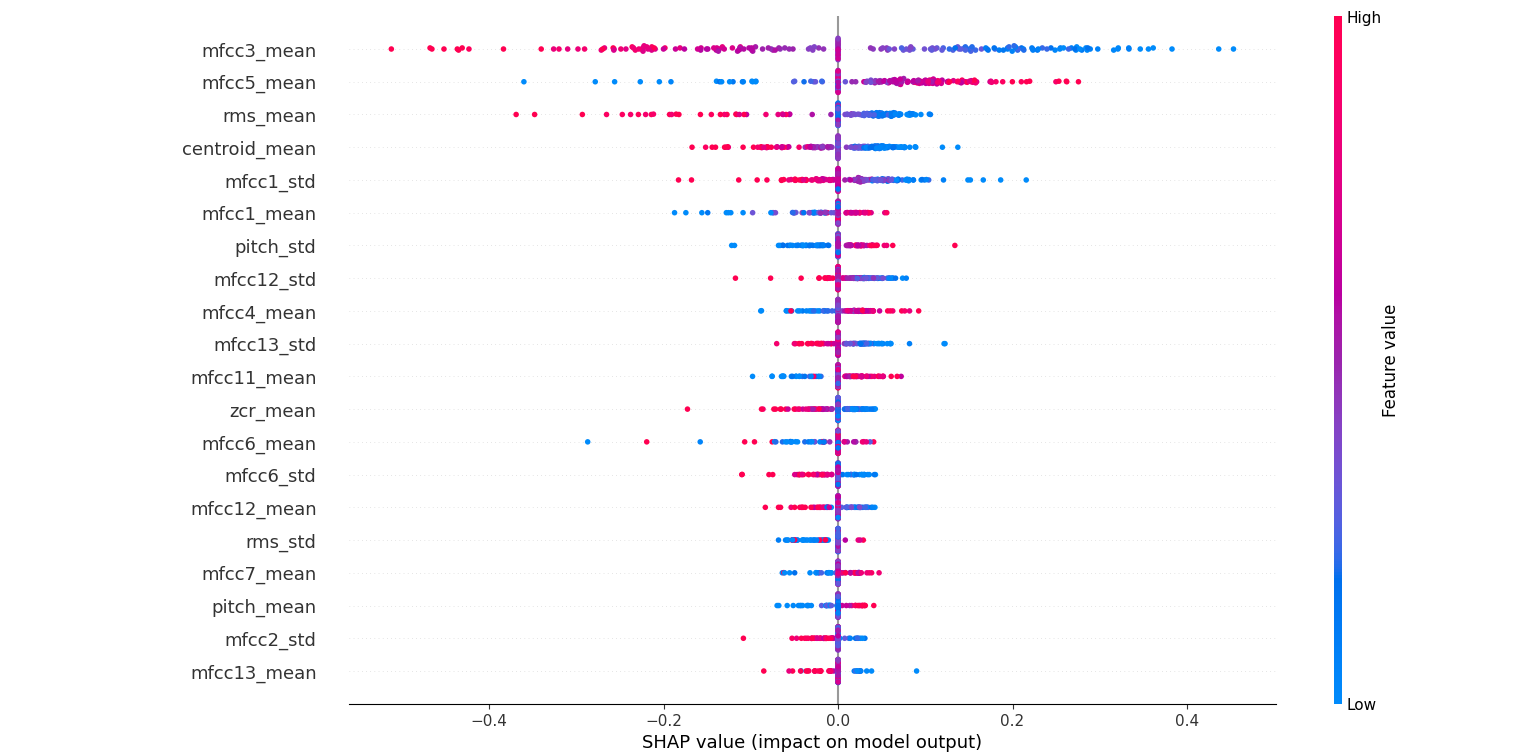 mfcc3_mean
mfcc5_mean
rms_mean
centroid_mean
mfcc1_std
mfcc1_mean
pitch_std
mfcc12_std
mfcc4_mean
mfcc13_std
mfcc11_mean
zcr_mean
mfcc6_mean
mfcc6_std
mfcc12_mean
rms_std
mfcc7_mean
pitch_mean
mfcc2_std
mfcc13_mean
−0.4 −0.2 0.0 0.2 0.4
SHAP value (impact on model output)
High
Feature value
Low